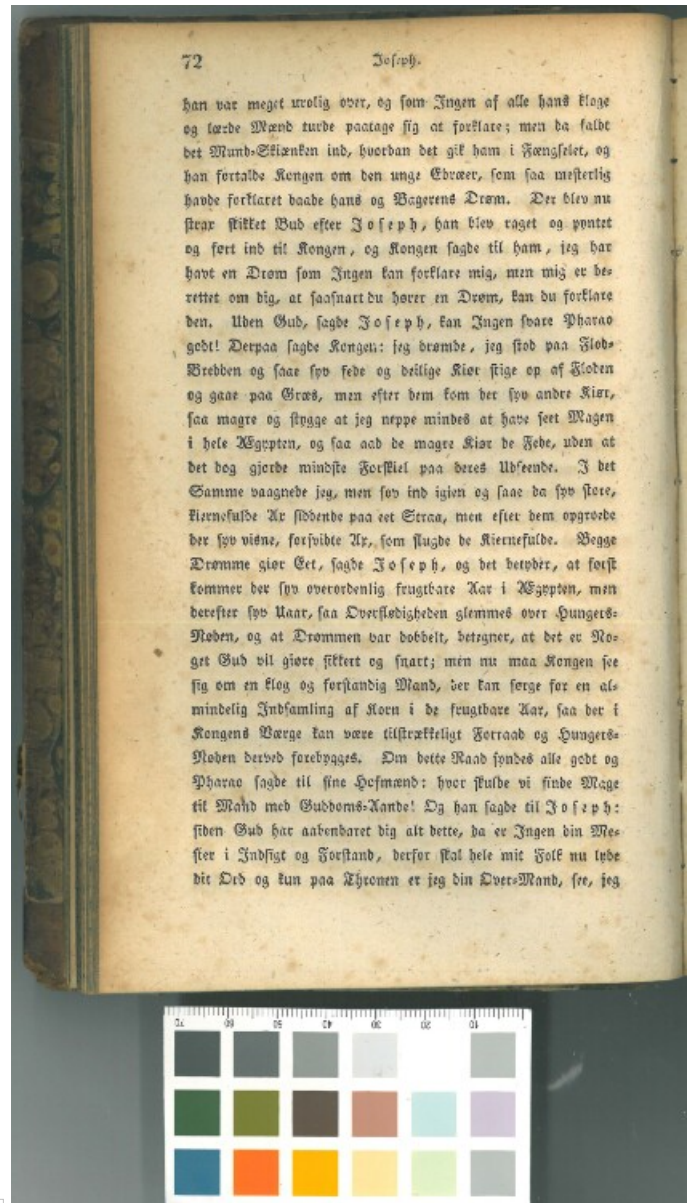 72
Joseph.
han var meget urolig over, og som Ingen af alle hans kloge
og lærde Mænd turde paatage sig at forklare; men da faldt
det Mund-Skiænken ind, hvordan det gik ham i Fængselet, og
han fortalde Kongen om den unge Ebræer, som saa mesterlig
havde forklaret baade hans og Bagerens Drøm. Der blev nu
strax skikket Bud efter Joseph, han blev raget og pyntet
og ført ind til Kongen, og Kongen sagde til ham, jeg har
havt en Drøm som Ingen kan forklare mig, men mig er be-
rettet om dig, at saasnart du hører en Drøm, kan du forklare
den. Uden Gud, sagde Joseph, kan Ingen svare Pharao
godt! Derpaa sagde Kongen: jeg drømde, jeg stod paa Flod-
Bredden og saae syv fede og deilige Kiør stige op af Floden
og gaae paa Græs, men efter dem kom der syv andre Kiør,
saa magre og stygge at jeg neppe mindes at have seet Magen
i hele Ægypten, og saa aad de magre Kiør de Fede, uden at
det dog gjorde mindste Forskiel paa deres Udseende. I det
Samme vaagnede jeg, men sov ind igien og saae da syv store,
kiernefulde Ax siddende paa eet Straa, men efter dem opgroede
der syv visne, forsvidte Ax, som slugde de Kiernefulde. Begge
Drømme giør Eet, sagde Joseph, og det betyder, at først
kommer der syv overordenlig frugtbare Aar i Ægypten, men
derefter syv Uaar, saa Overflødigheden glemmes over Hungers-
Nøden, og at Drømmen var dobbelt, betegner, at det er No-
get Gud vil giøre sikkert og snart; men nu maa Kongen see
sig om en klog og forstandig Mand, der kan sørge for en al-
mindelig Indsamling af Korn i de frugtbare Aar, saa der i
Kongens Værge kan være tilstrækkeligt Forraad og Hungers-
Nøden derved forebygges. Om dette Raad syndes alle godt og
Pharao sagde til sine Hofmænd: hvor skulde vi finde Mage
til Mand med Guddoms-Aande! Og han sagde til Joseph:
siden Gud har aabenbaret dig alt dette, da er Ingen din Me-
ster i Indsigt og Forstand, derfor skal hele mit Folk nu lyde
dit Ord og kun paa Thronen er jeg din Over-Mand, see, jeg
70 60 50 40 30 20 10